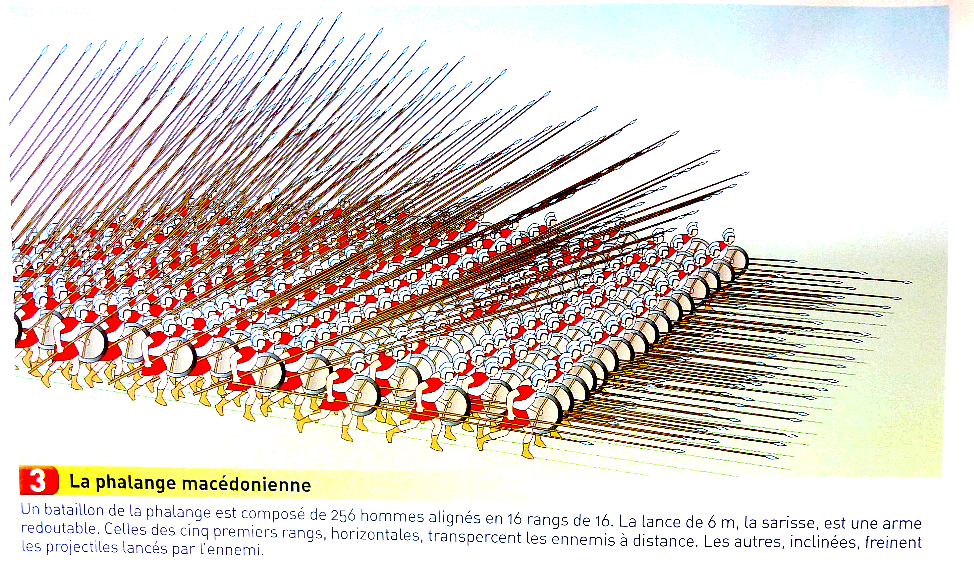 3 La phalange macédonienne
Un bataillon de la phalange est composé de 256 hommes alignés en 16 rangs de 16. La lance de 6 m, la sarisse, est une arme
redoutable. Celles des cinq premiers rangs, horizontales, transpercent les ennemis à distance. Les autres, inclinées, freinent
les projectiles lancés par l'ennemi.